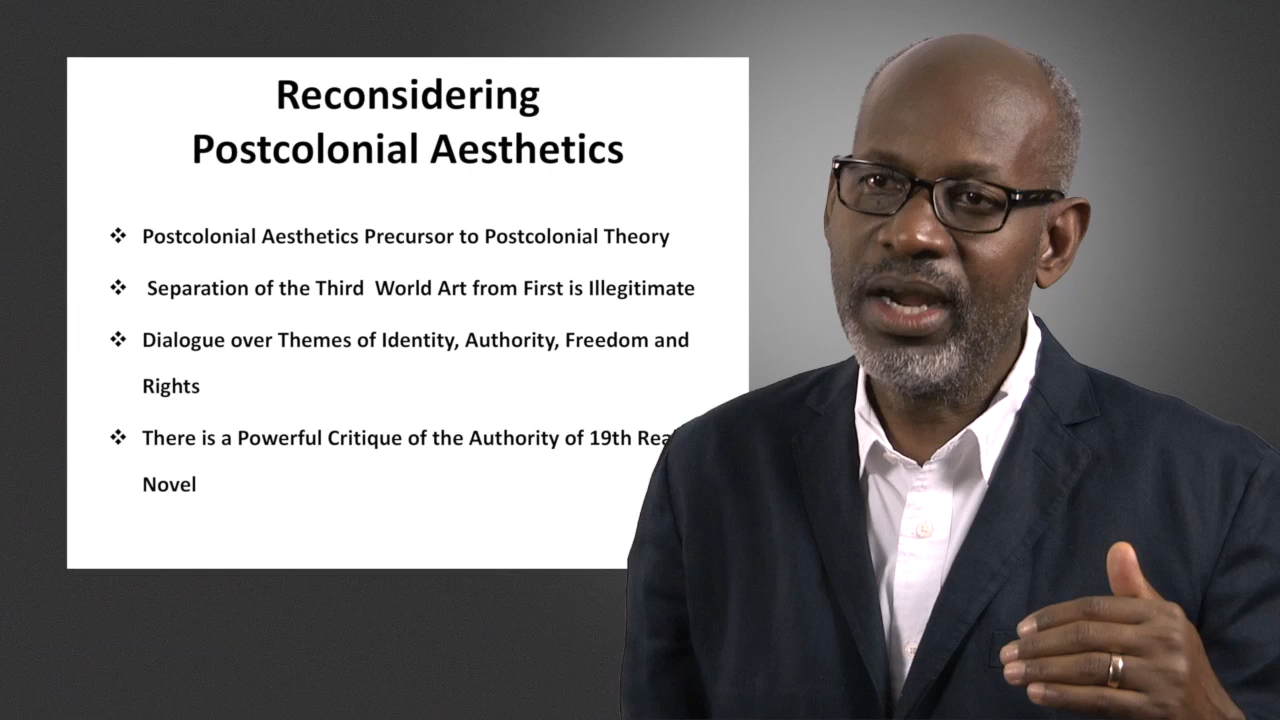 Reconsidering
Postcolonial Aesthetics
Postcolonial Aesthetics Precursor to Postcolonial Theory
Separation of the Third World Art from First is Illegitimate
Dialogue over Themes of Identity, Authority, Freedom and
Rights
There is a Powerful Critique of the Authority of 19th
Novel